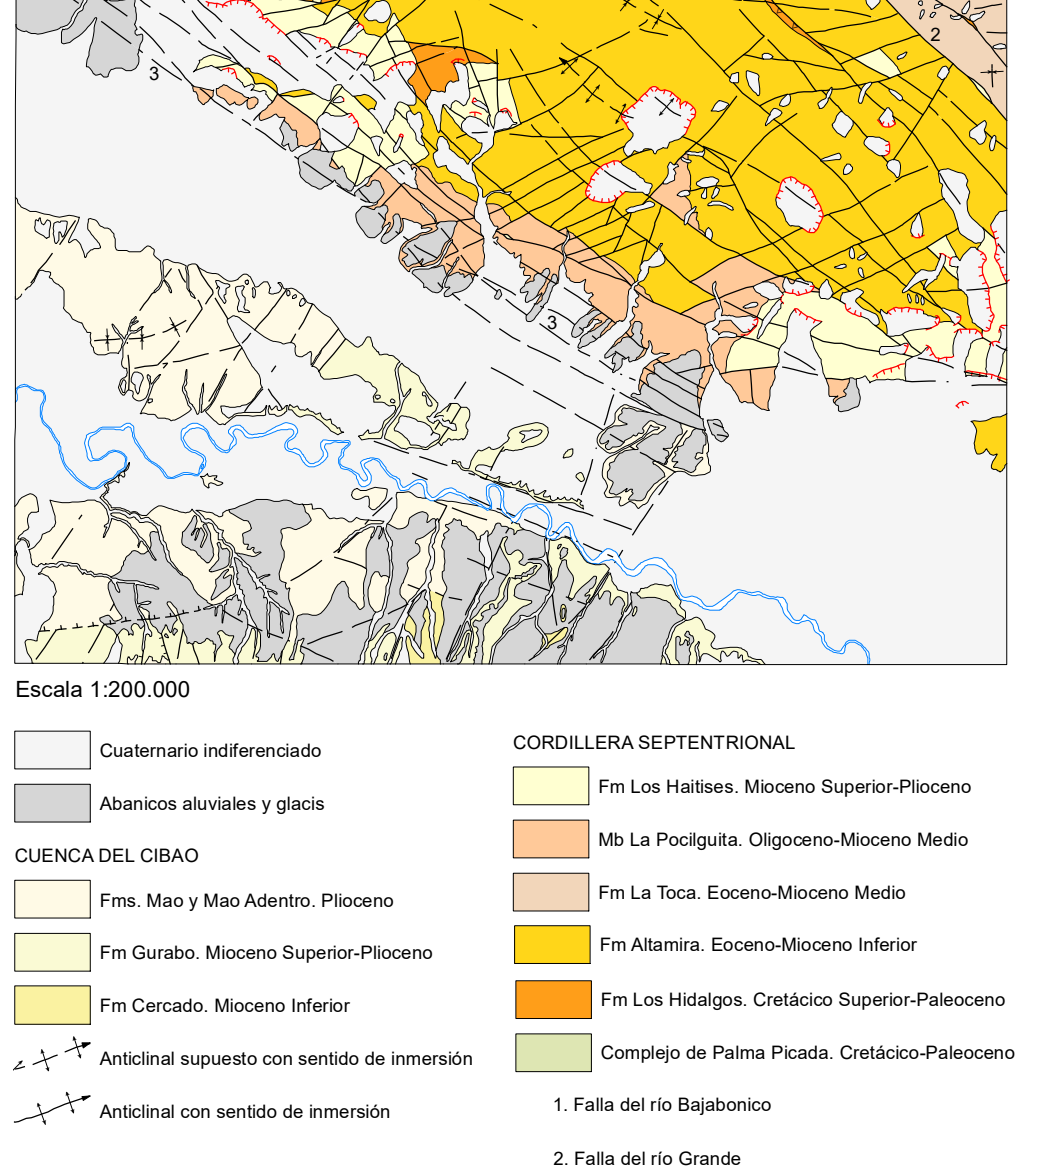 2
3
3
Escala 1:200.000
Cuaternario indiferenciado
Abanicos aluviales y glacis
CUENCA DEL CIBAO
Fms. Mao y Mao Adentro. Plioceno
Fm Gurabo. Mioceno Superior-Plioceno
Fm Cercado. Mioceno Inferior
Anticlinal supuesto con sentido de inmersión
Anticlinal con sentido de inmersión
CORDILLERA SEPTENTRIONAL
Fm Los Haitises. Mioceno Superior-Plioceno
Mb La Pocilguita. Oligoceno-Mioceno Medio
Fm La Toca. Eoceno-Mioceno Medio
Fm Altamira. Eoceno-Mioceno Inferior
Fm Los Hidalgos. Cretácico Superior-Paleoceno
Complejo de Palma Picada. Cretácico-Paleoceno
1. Falla del río Bajabonico
2. Falla del río Grande